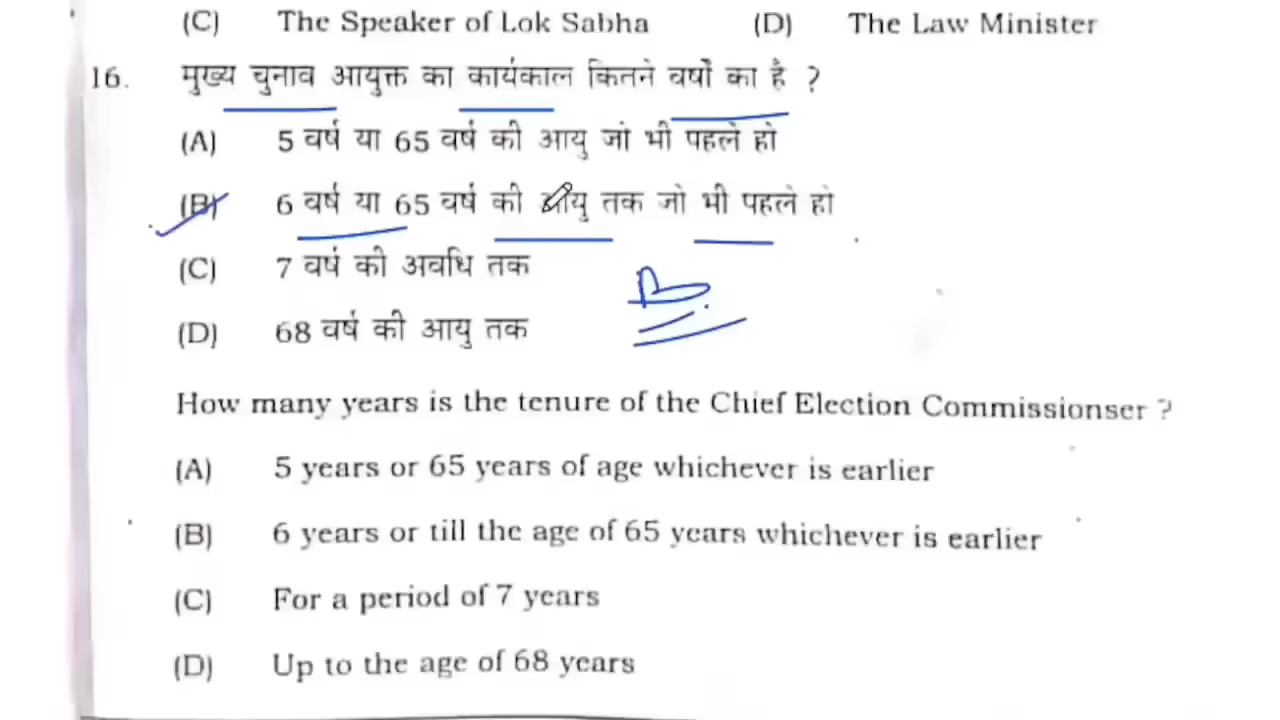 (C) The Speaker of Lok Sabha (D) The Law Minister
16. मुख्य चुनाव आयुक्त का कार्यकाल कितने वर्षों का है ?
(A) 5 वर्ष या 65 वर्ष की आयु जो भी पहले हो
(B) 6 वर्ष या 65 वर्ष की आयु तक जो भी पहले हो
(C) 7 वर्ष की अवधि तक
B
(D) 68 वर्ष की आयु तक
How many years is the tenure of the Chief Election Commissionser ?
(A) 5 years or 65 years of age whichever is earlier
(B) 6 years or till the age of 65 years whichever is earlier
(C) For a period of 7 years
(D) Up to the age of 68 years